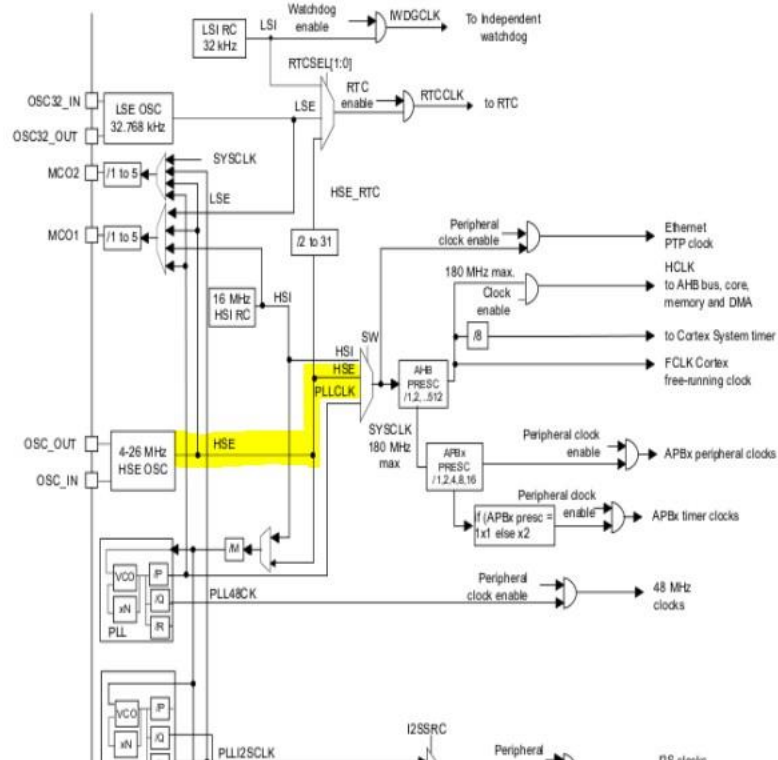 Watchdog
enable
IWDGCLK
To Independent
watchdog
LSI RC
32 kHz
LSI
RTCSEL[1:0]
OSC32_IN
OSC32_OUT
LSE OSC
32.768 kHz
LSE
RTC
enable
RTCCLK
to RTC
SYSCLK
MCO2
/1 to 5
LSE
HSE_RTC
MCO1
/1 to 5
/2 to 31
Peripheral
clock enable
Ethernet
PTP clock
16 MHz
HSI RC
HSI
180 MHz max.
Clock
enable
HCLK
to AHB bus, core,
memory and DMA
SW
/8
to Cortex System timer
HSI
HSE
PLLCLK
AHB
PRESC
/1,2, ..512
FCLK Cortex
free-running clock
SYSCLK
180 MHz
max
OSC_OUT
OSC_IN
4-26 MHz
HSE OSC
HSE
APBx
PRESC
/1,2,4,8,16
Peripheral clock
enable
APBx peripheral clocks
Peripheral clock
enable
if (APBx presc =
1x1 else x2
APBx timer clocks
/M
VCO
xN
/P
/Q
/R
PLL
PLL48CK
Peripheral
clock enable
48 MHz
clocks
VCO
xN
/P
/Q
PLLI2SCLK
I2SSRC
Peripheral